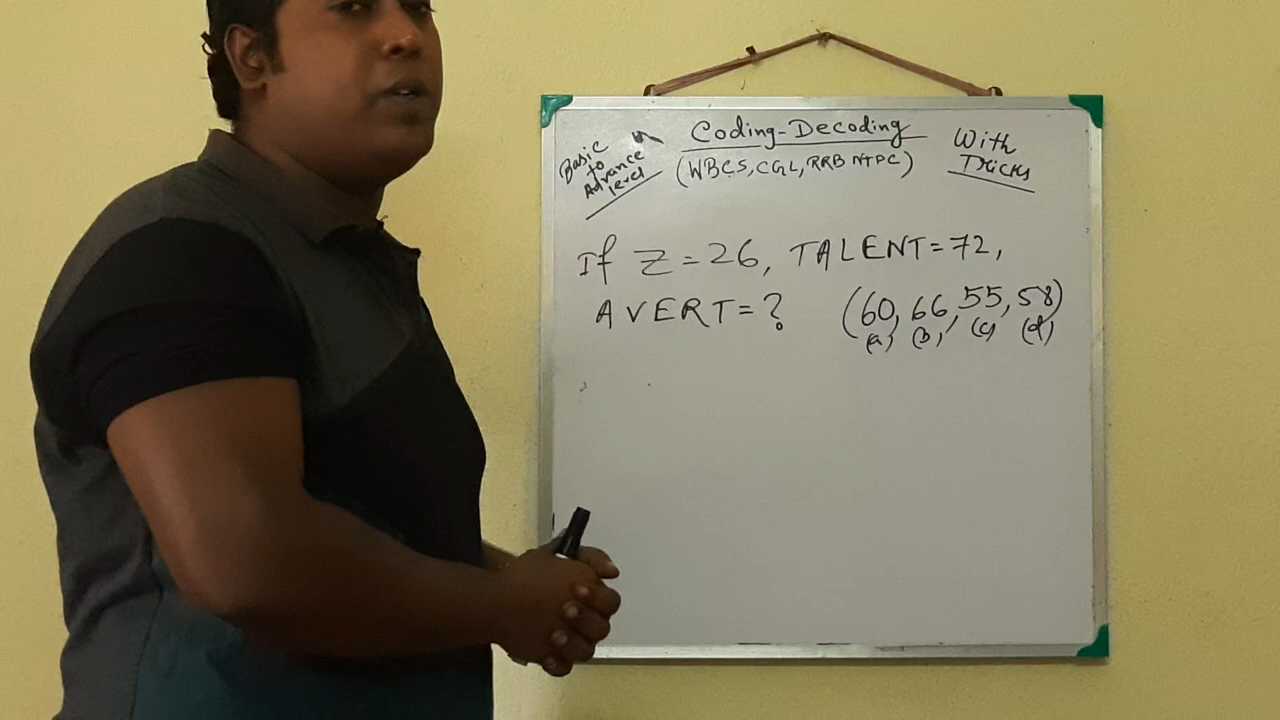 Coding-Decoding
(WBCS, CGL, RRB NTPC)
Basic
to
Advance
level
With
Tricks
If Z=26, TALENT=72,
AVERT=? (60, 66, 55, 58)
(a) (b) (c) (d)